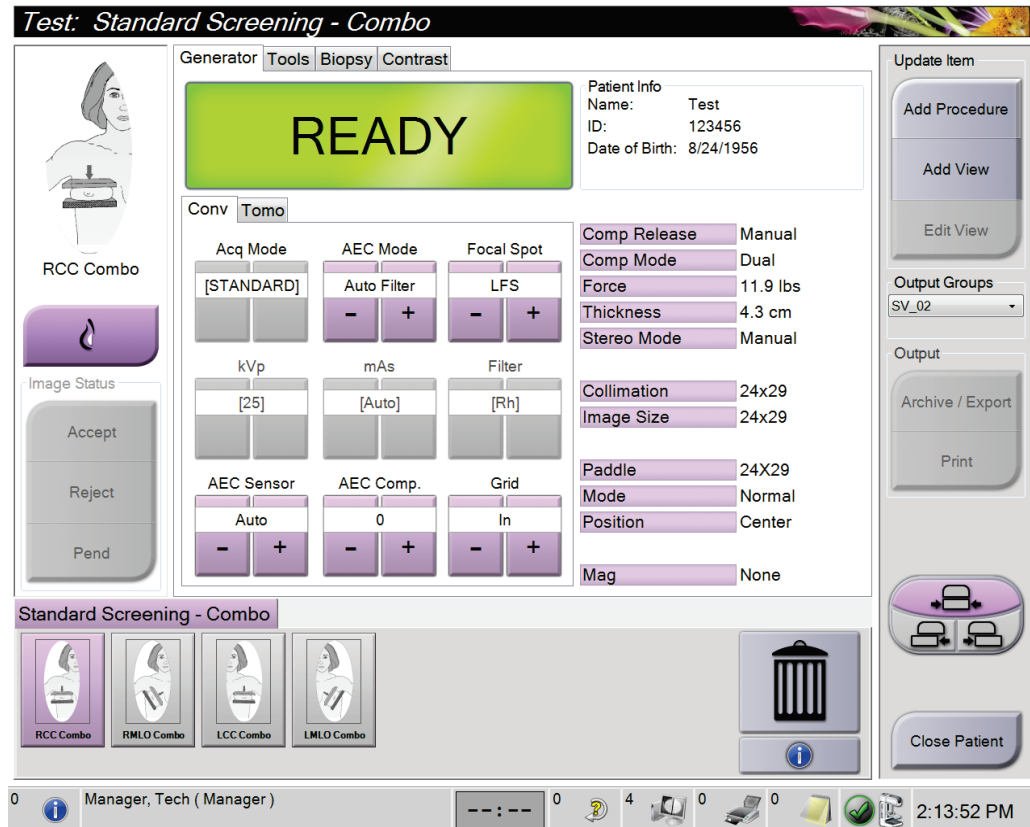 Test: Standard Screening - Combo
Generator Tools Biopsy Contrast
READY
Patient Info
Name: Test
ID: 123456
Date of Birth: 8/24/1956
RCC Combo
Image Status
Accept
Reject
Pend
Conv Tomo
Acq Mode AEC Mode Focal Spot
[STANDARD] Auto Filter LFS
- + - +
kVp mAs Filter
[25] [Auto] [Rh]
AEC Sensor AEC Comp. Grid
Auto 0 In
- + - + - +
Comp Release Manual
Comp Mode Dual
Force 11.9 lbs
Thickness 4.3 cm
Stereo Mode Manual
Collimation 24x29
Image Size 24x29
Paddle 24X29
Mode Normal
Position Center
Mag None
Update Item
Add Procedure
Add View
Edit View
Output Groups
SV_02
Output
Archive / Export
Print
Close Patient
Standard Screening - Combo
RCC Combo RMLO Combo LCC Combo LMLO Combo
0 Manager, Tech ( Manager ) --:-- 0 4 0 0 2:13:52 PM